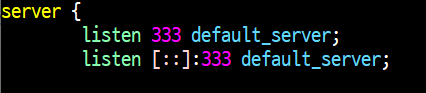 server {
listen 333 default_server;
listen [::]:333 default_server;